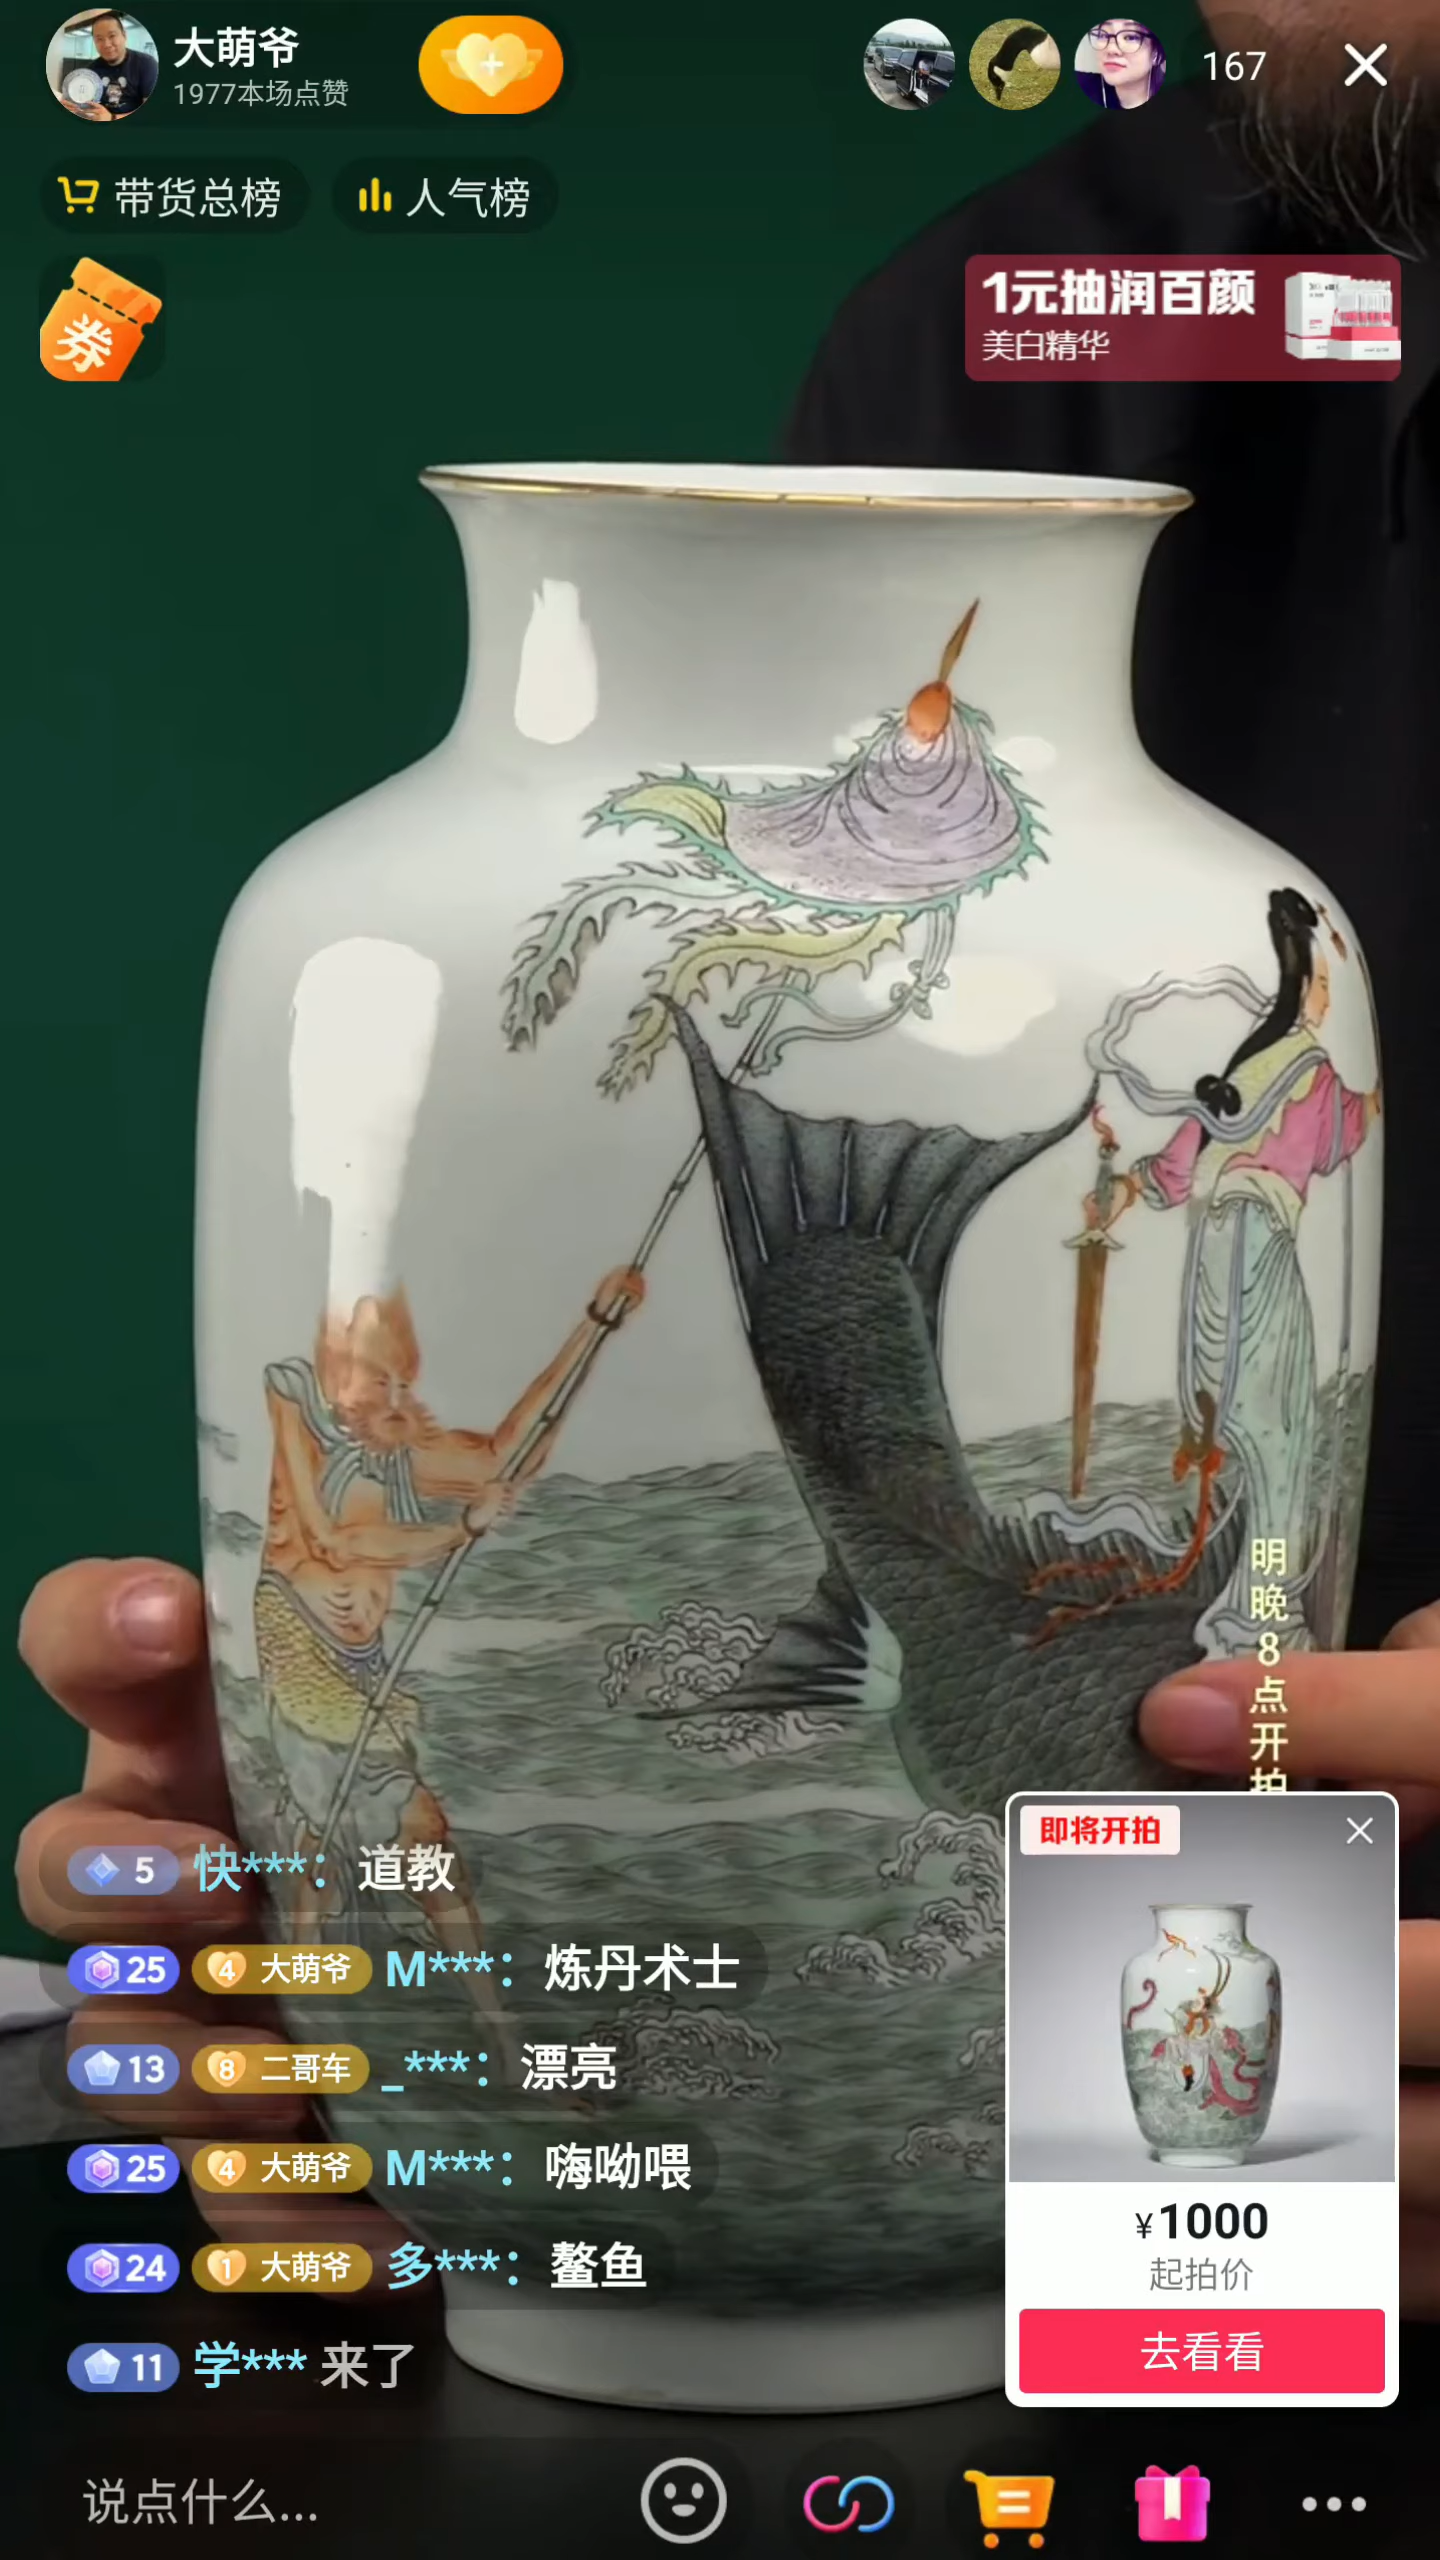 大萌爷
1977本场点赞
167
带货总榜
人气榜
券
1元抽润百颜
美白精华
明晚8点开拍
即将开拍
¥1000
起拍价
去看看
5 快***：道教
25 4 大萌爷 M***：炼丹术士
13 8 二哥车 _***：漂亮
25 4 大萌爷 M***：嗨呦喂
24 1 大萌爷 多***：鳌鱼
11 学*** 来了
说点什么...